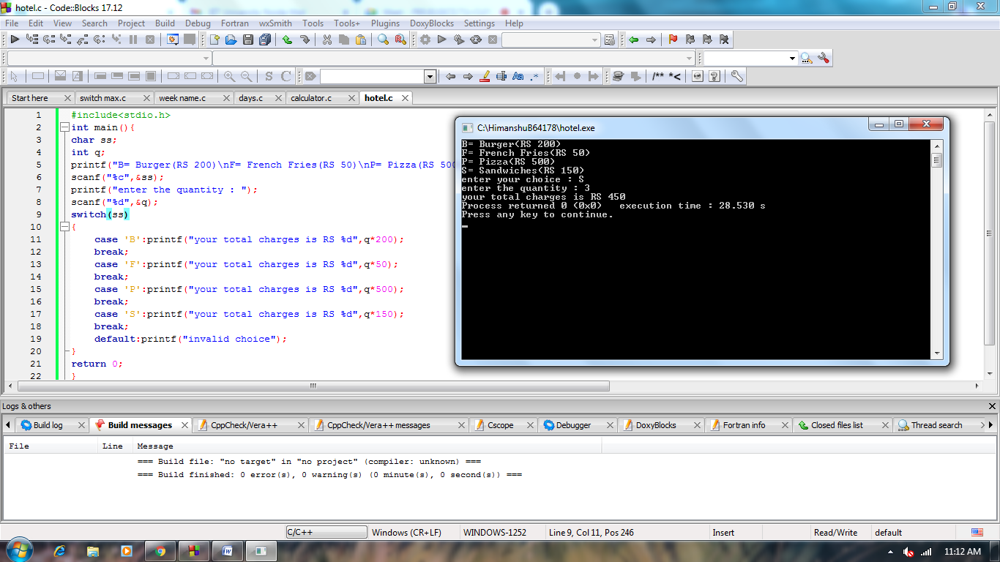 hotel.c - Code::Blocks 17.12
File Edit View Search Project Build Debug Fortran wxSmith Tools Tools+ Plugins DoxyBlocks Settings Help
Start here switch max.c week name.c days.c calculator.c hotel.c
1 #include<stdio.h>
2 int main(){
3 char ss;
4 int q;
5 printf("B= Burger(RS 200)\nF= French Fries(RS 50)\nP= Pizza(RS 500
6 scanf("%c",&ss);
7 printf("enter the quantity : ");
8 scanf("%d",&q);
9 switch(ss)
10 {
11 case 'B':printf("your total charges is RS %d",q*200);
12 break;
13 case 'F':printf("your total charges is RS %d",q*50);
14 break;
15 case 'P':printf("your total charges is RS %d",q*500);
16 break;
17 case 'S':printf("your total charges is RS %d",q*150);
18 break;
19 default:printf("invalid choice");
20 }
21 return 0;
22 }
C:\HimanshuB64178\hotel.exe
B= Burger(RS 200)
F= French Fries(RS 50)
P= Pizza(RS 500)
S= Sandwiches(RS 150)
enter your choice : S
enter the quantity : 3
your total charges is RS 450
Process returned 0 (0x0) execution time : 28.530 s
Press any key to continue.
Logs & others
Build log Build messages CppCheck/Vera++ CppCheck/Vera++ messages Cscope Debugger DoxyBlocks Fortran info Closed files list Thread search
File Line Message
=== Build file: "no target" in "no project" (compiler: unknown) ===
=== Build finished: 0 error(s), 0 warning(s) (0 minute(s), 0 second(s)) ===
C/C++ Windows (CR+LF) WINDOWS-1252 Line 9, Col 11, Pos 246 Insert Read/Write default
11:12 AM